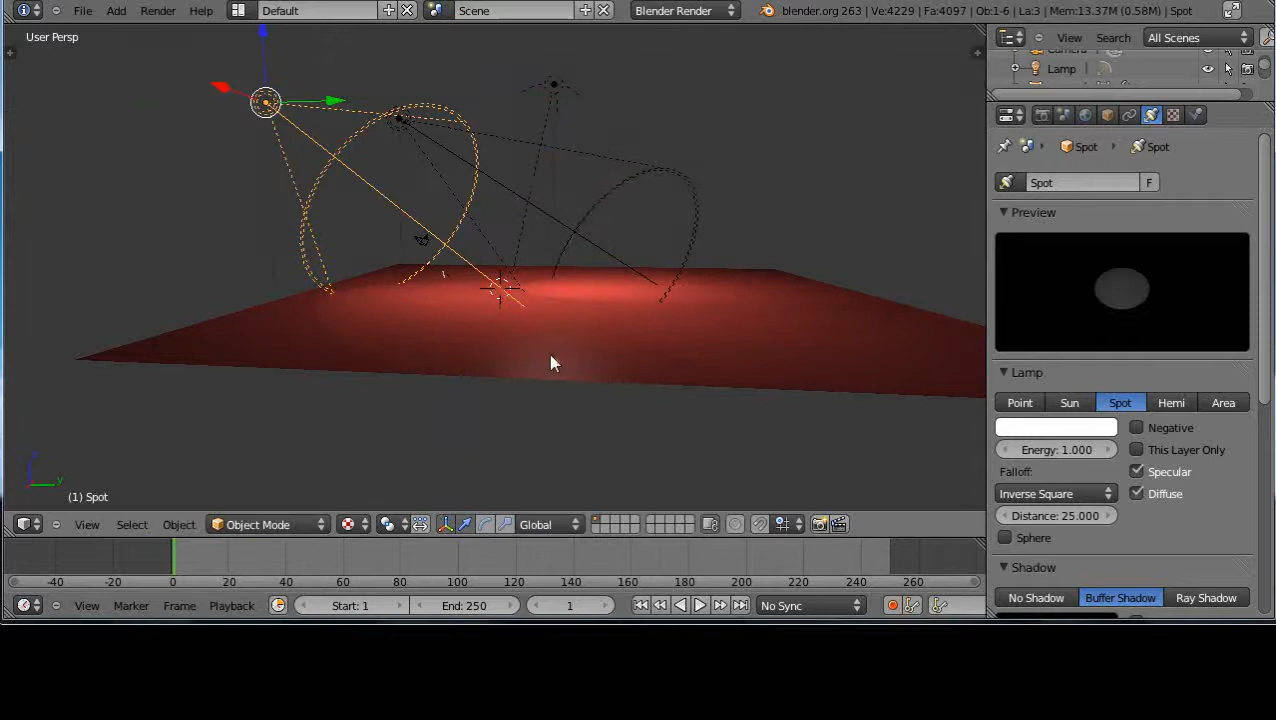 File Add Render Help Default Scene Blender Render blender.org 263 | Ve:4229 | Fa:4097 | Ob:1-6 | La:3 | Mem:13.37M (0.58M) | Spot
User Persp
View Search All Scenes
Lamp
Spot Spot
Spot F
Preview
Lamp
Point Sun Spot Hemi Area
Negative
Energy: 1.000 This Layer Only
Falloff: Specular
Inverse Square Diffuse
Distance: 25.000
Sphere
Shadow
No Shadow Buffer Shadow Ray Shadow
z
y
(1) Spot
View Select Object Object Mode Global
-40 -20 0 20 40 60 80 100 120 140 160 180 200 220 240 260
View Marker Frame Playback Start: 1 End: 250 1 No Sync